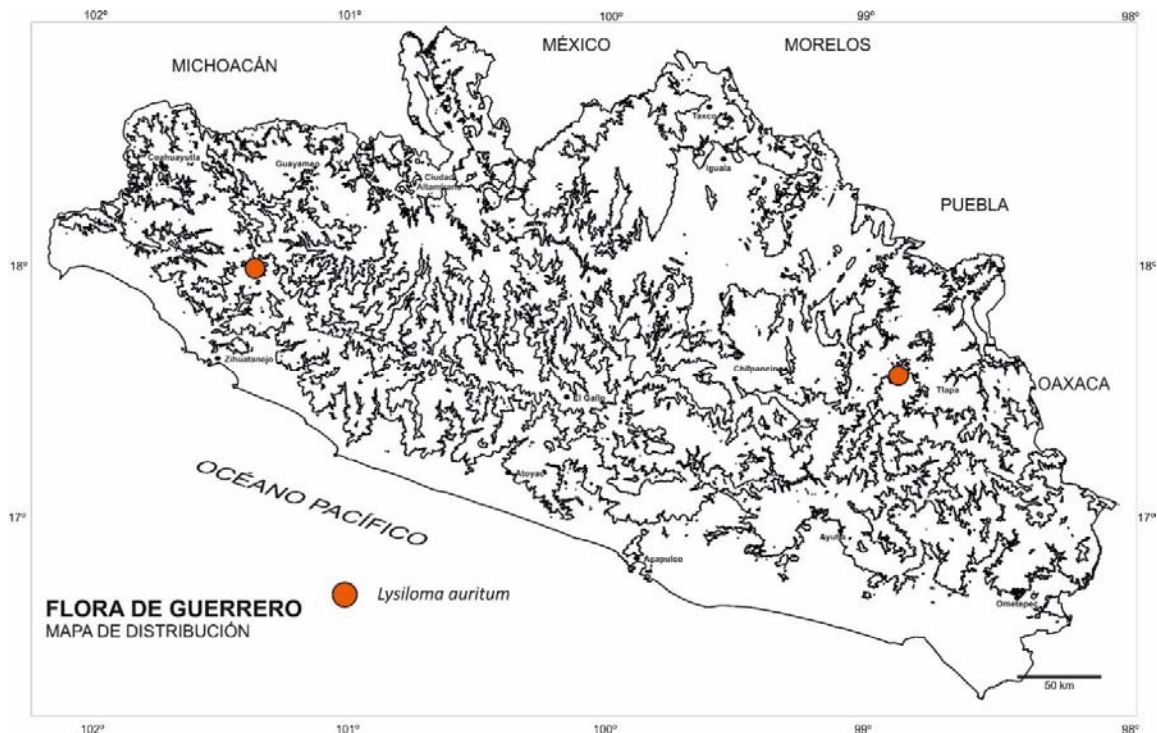 102º 101º 100º 99º 98º
MÉXICO MORELOS
MICHOACÁN
Taxco
Coahuayutla Guayameo Iguala
Ciudad
Altamirano
PUEBLA
18º 18º
Zihuatanejo Chilpancingo
Tlapa OAXACA
El Gallo
Atoyac
OCÉANO PACÍFICO
17º 17º
Ayutla
Acapulco
Lysiloma auritum
FLORA DE GUERRERO
Ometepec
MAPA DE DISTRIBUCIÓN
50 km
102º 101º 100º 99º 98º